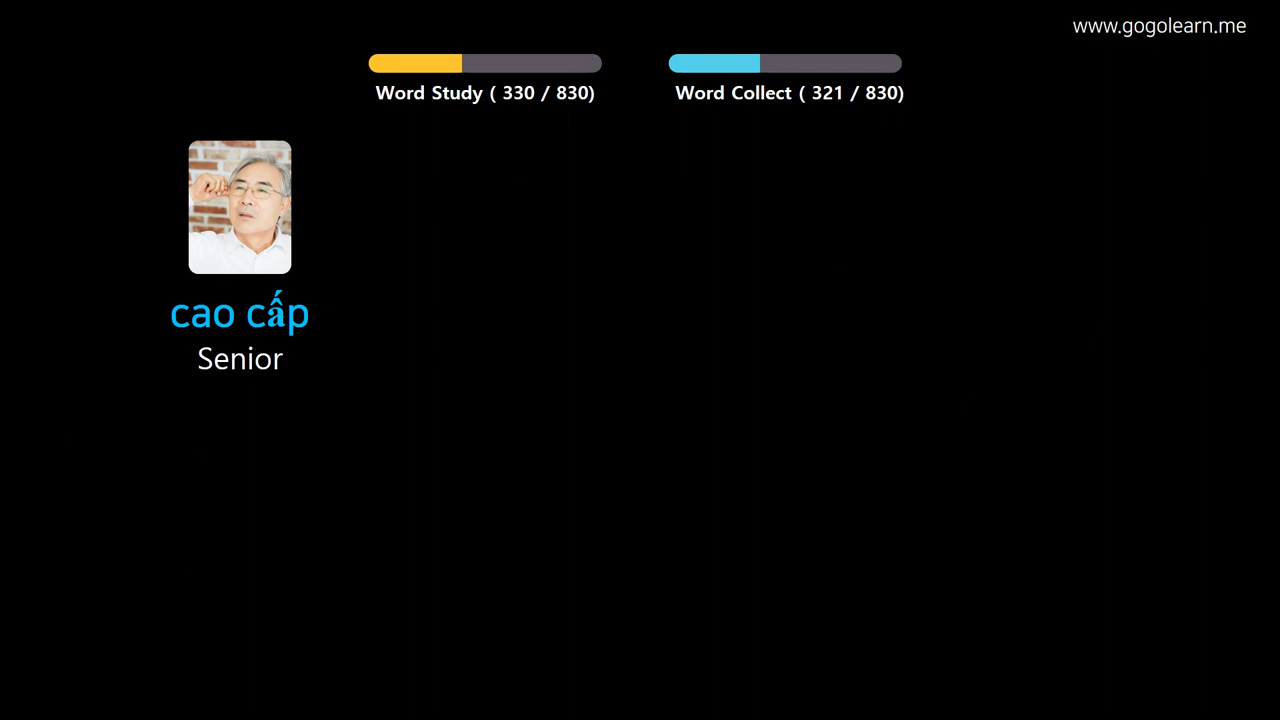 www.gogolearn.me
Word Study ( 330 / 830)
Word Collect ( 321 / 830)
cao cấp
Senior